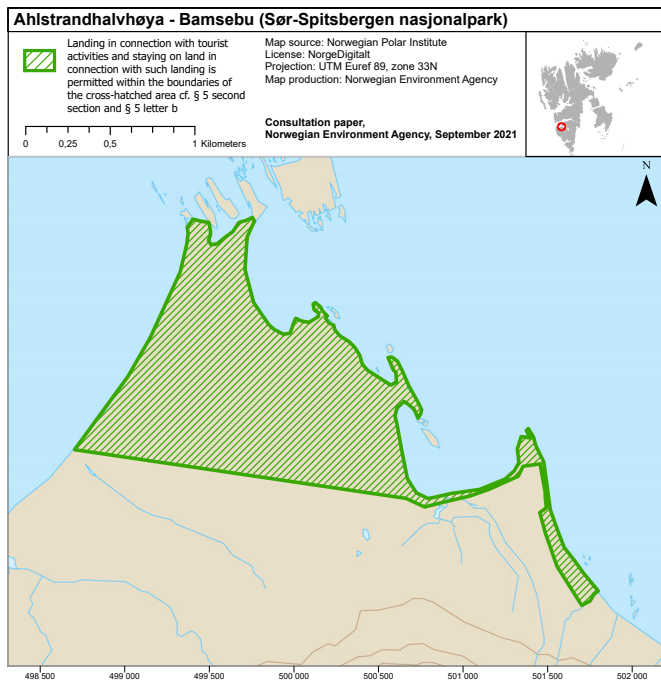 Ahlstrandhalvhøya - Bamsebu (Sør-Spitsbergen nasjonalpark)
Landing in connection with tourist
activities and staying on land in
connection with such landing is
permitted within the boundaries of
the cross-hatched area cf. § 5 second
section and § 5 letter b
0 0,25 0,5 1 Kilometers
Map source: Norwegian Polar Institute
License: NorgeDigitalt
Projection: UTM Euref 89, zone 33N
Map production: Norwegian Environment Agency
Consultation paper,
Norwegian Environment Agency, September 2021
N
498 500 499 000 499 500 500 000 500 500 501 000 501 500 502 000